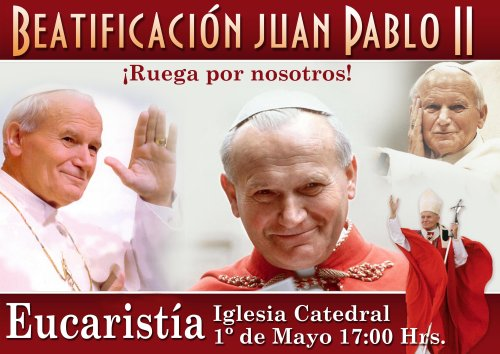 BEATIFICACIÓN JUAN PABLO II
¡Ruega por nosotros!
Eucaristía
Iglesia Catedral
1º de Mayo 17:00 Hrs.